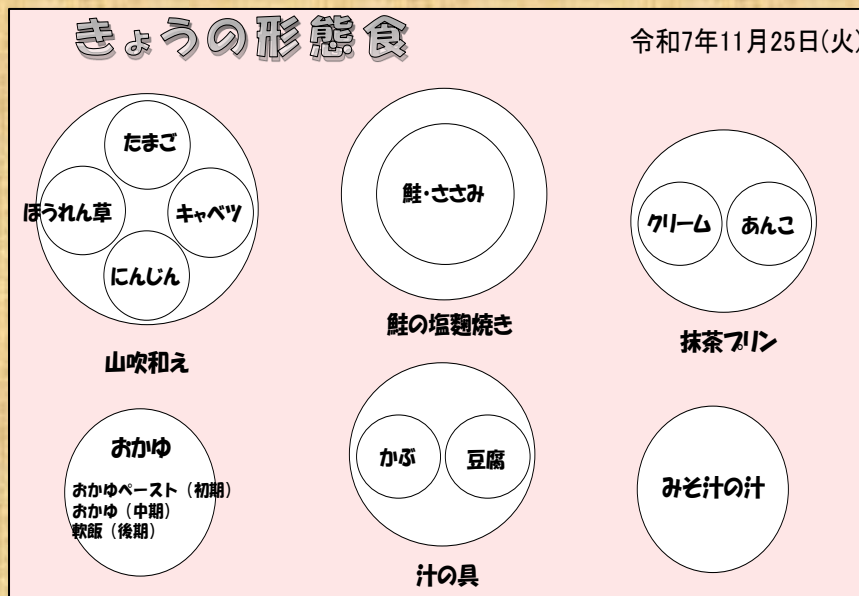 きょうの形態食
令和7年11月25日(火)
たまご
ほうれん草
キャベツ
にんじん
山吹和え
鮭・ささみ
鮭の塩麴焼き
クリーム
あんこ
抹茶プリン
おかゆ
おかゆペースト（初期）
おかゆ（中期）
軟飯（後期）
かぶ
豆腐
汁の具
みそ汁の汁